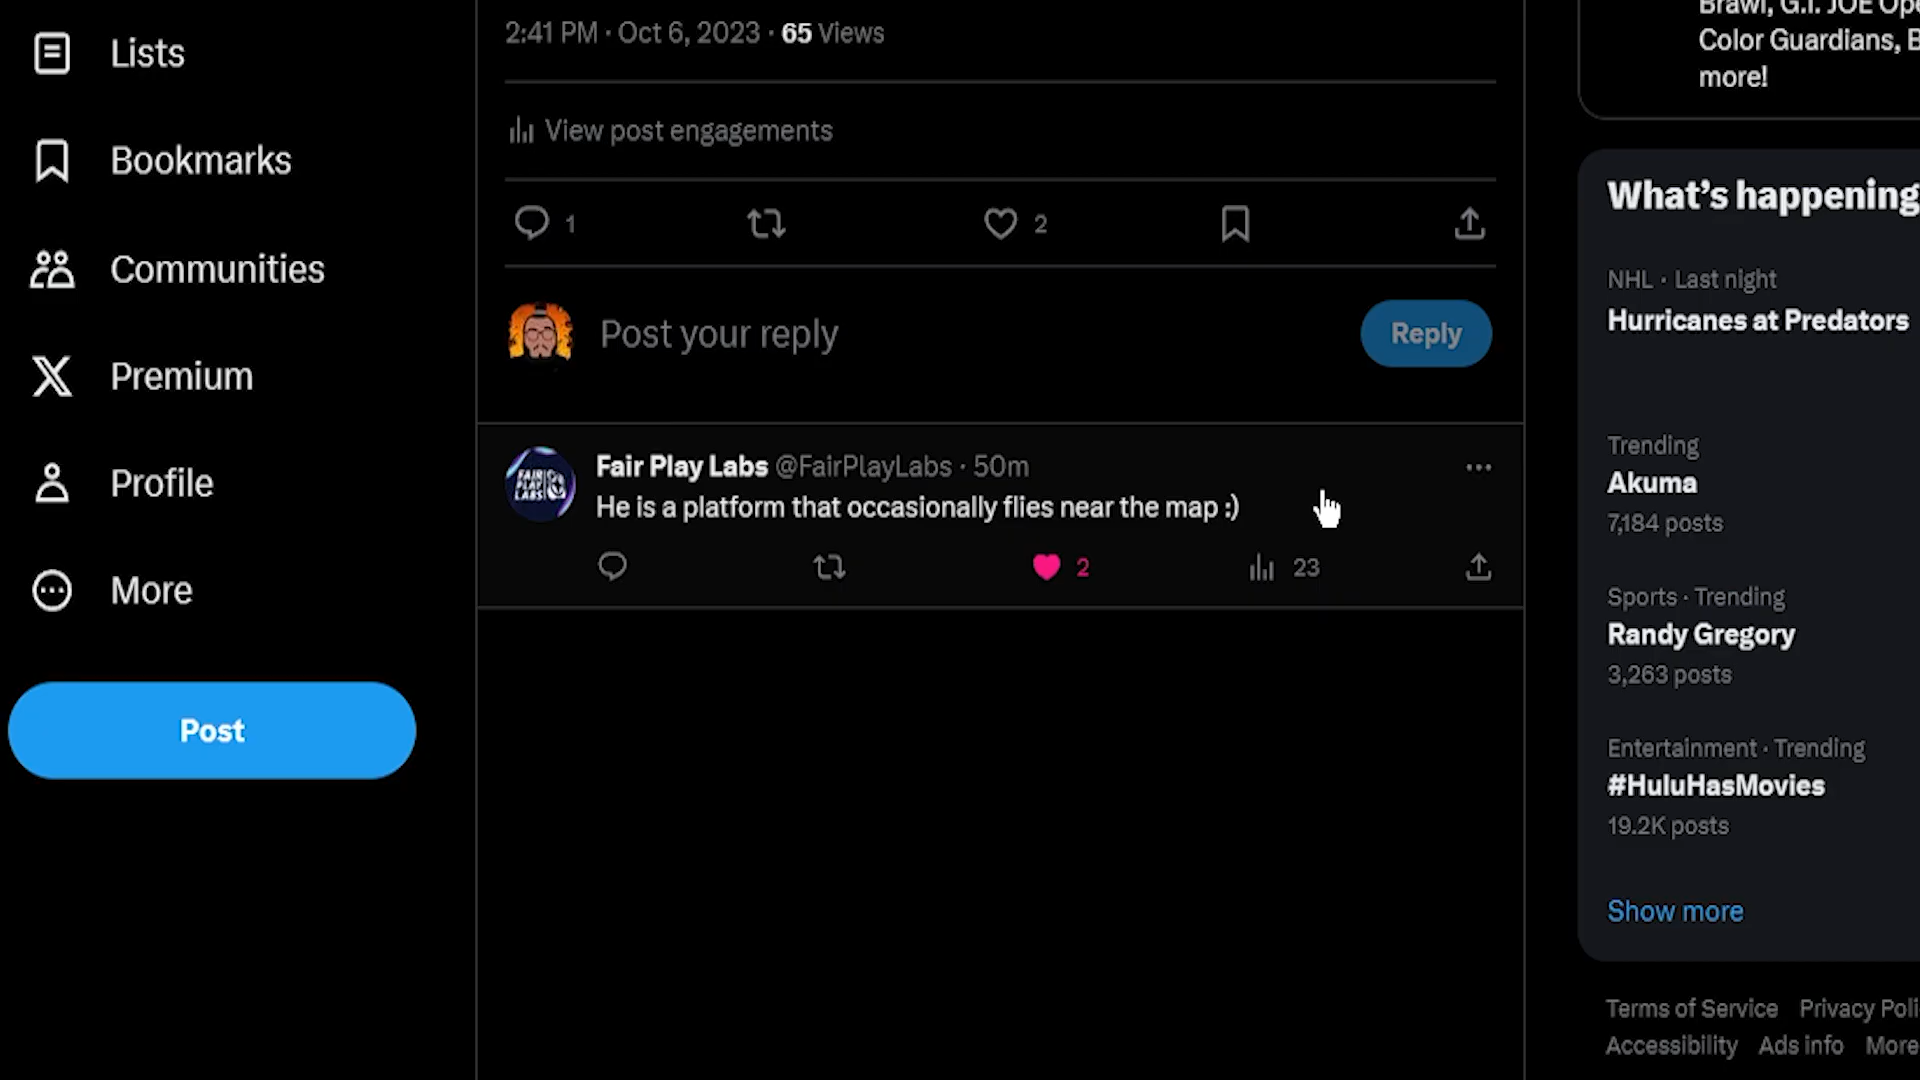 Lists
Bookmarks
Communities
Premium
Profile
More
Post
2:41 PM · Oct 6, 2023 · 65 Views
View post engagements
1
2
Post your reply
Reply
FAIR PLAY LABS
Fair Play Labs @FairPlayLabs · 50m
He is a platform that occasionally flies near the map :)
2
23
Brawl, G.I. JOE Ope
Color Guardians, B
more!
What's happening
NHL · Last night
Hurricanes at Predators
Trending
Akuma
7,184 posts
Sports · Trending
Randy Gregory
3,263 posts
Entertainment · Trending
#HuluHasMovies
19.2K posts
Show more
Terms of Service Privacy Poli
Accessibility Ads info More